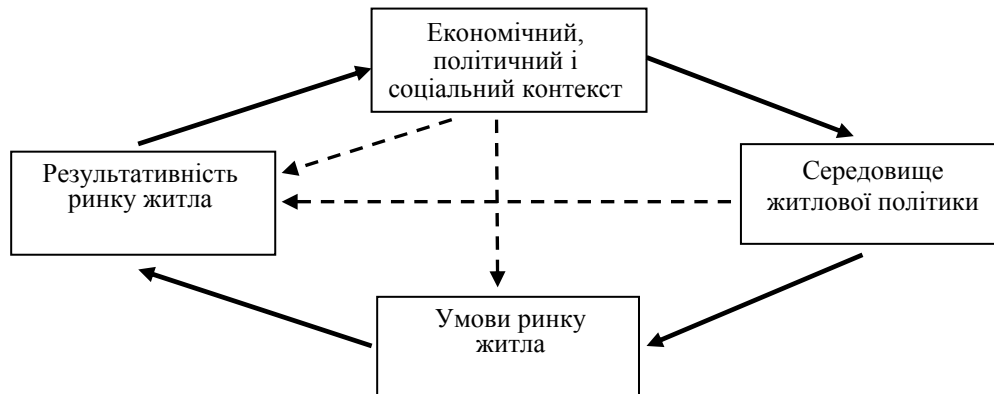 Економічний,
політичний і
соціальний контекст
Результативність
ринку житла
Середовище
житлової політики
Умови ринку
житла